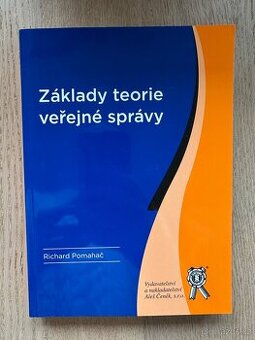 Základy teorie
veřejné správy
Richard Pomahač
Vydavatelství
a nakladatelství
Aleš Čeněk, s.r.o.